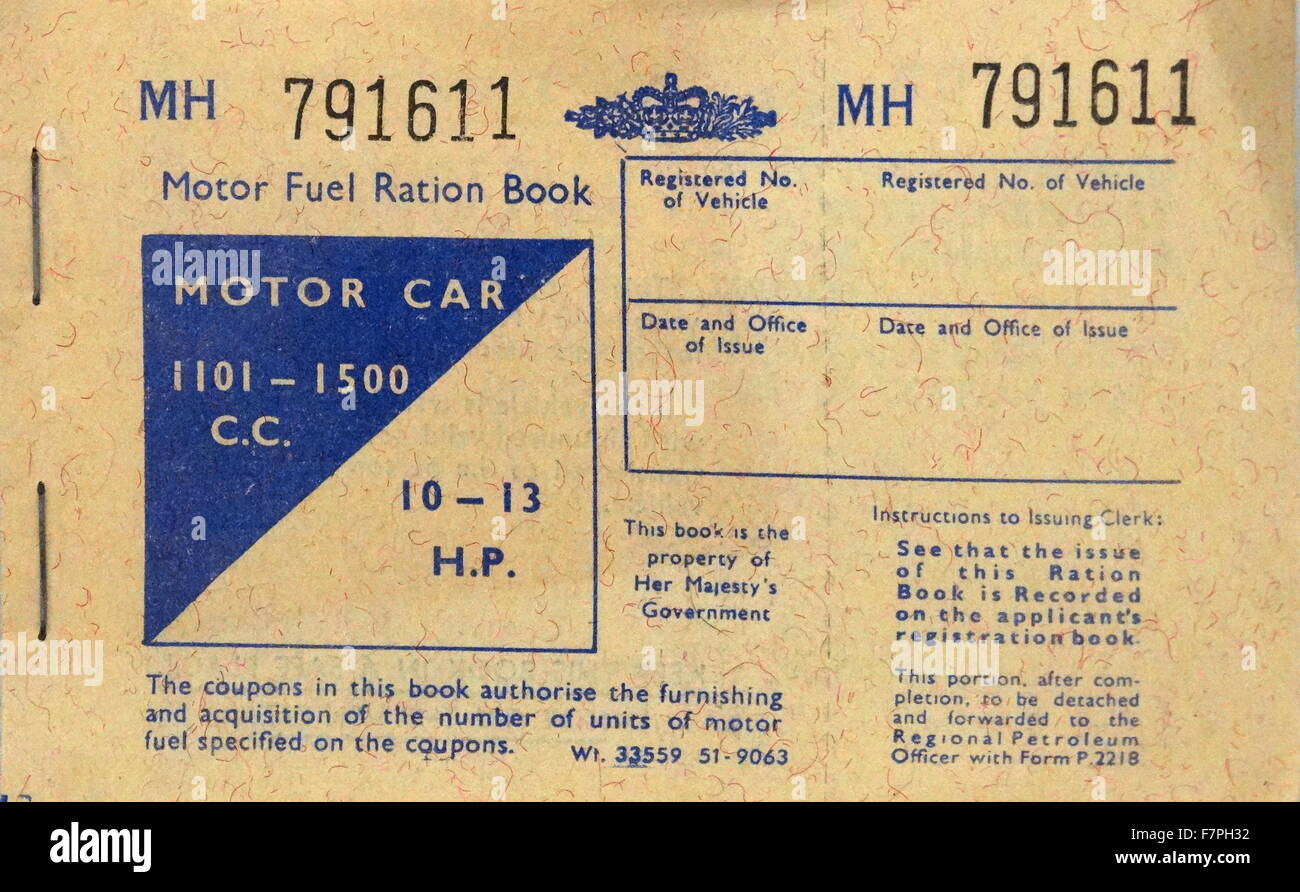 MH 791611
MH 791611
Motor Fuel Ration Book
MOTOR CAR
1101 – 1500
C.C.
10 – 13
H.P.
Registered No.
of Vehicle
Registered No. of Vehicle
Date and Office
of Issue
Date and Office of Issue
This book is the
property of
Her Majesty's
Government
Instructions to Issuing Clerk:
See that the issue
of this Ration
Book is Recorded
on the applicant's
registration book
This portion, after com-
pletion, to be detached
and forwarded to the
Regional Petroleum
Officer with Form P.2218
The coupons in this book authorise the furnishing
and acquisition of the number of units of motor
fuel specified on the coupons.
Wt. 33559 51-9063
alamy
alamy stock photo
F7PH32
www.alamy.com